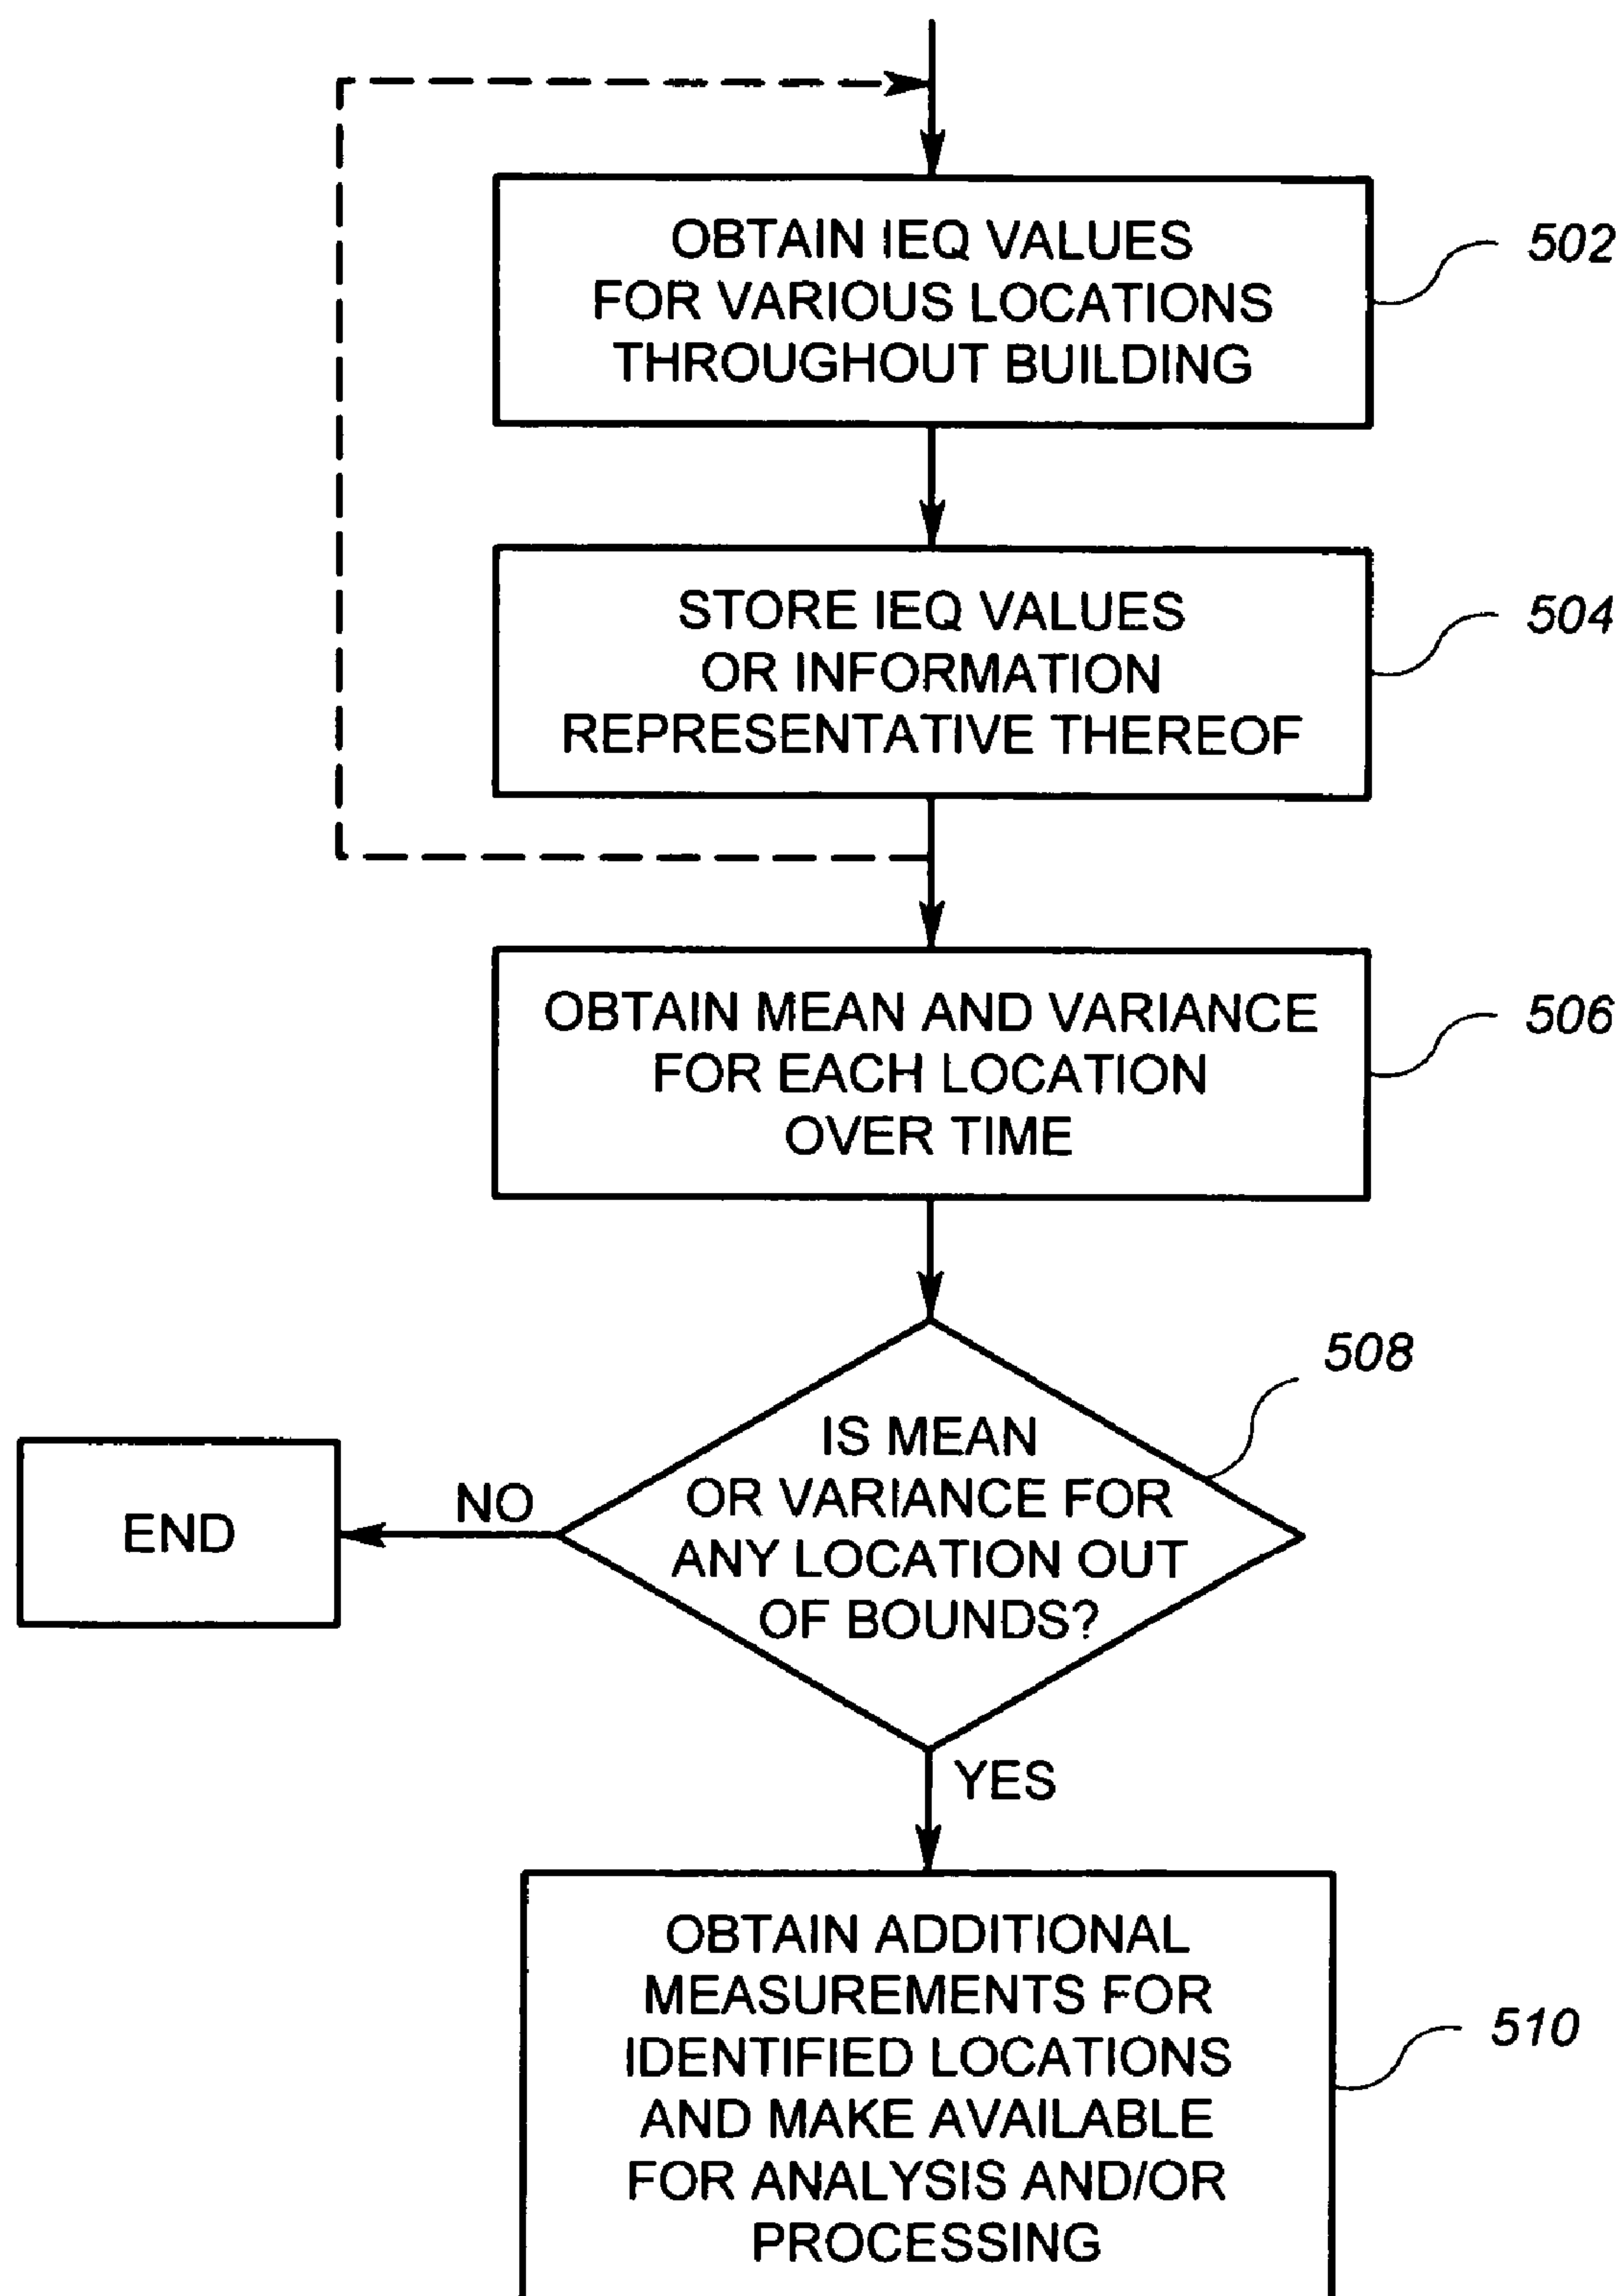 OBTAIN IEQ VALUES
FOR VARIOUS LOCATIONS
THROUGHOUT BUILDING
502
STORE IEQ VALUES
OR INFORMATION
REPRESENTATIVE THEREOF
504
OBTAIN MEAN AND VARIANCE
FOR EACH LOCATION
OVER TIME
506
IS MEAN
OR VARIANCE FOR
ANY LOCATION OUT
OF BOUNDS?
508
NO
END
YES
OBTAIN ADDITIONAL
MEASUREMENTS FOR
IDENTIFIED LOCATIONS
AND MAKE AVAILABLE
FOR ANALYSIS AND/OR
PROCESSING
510